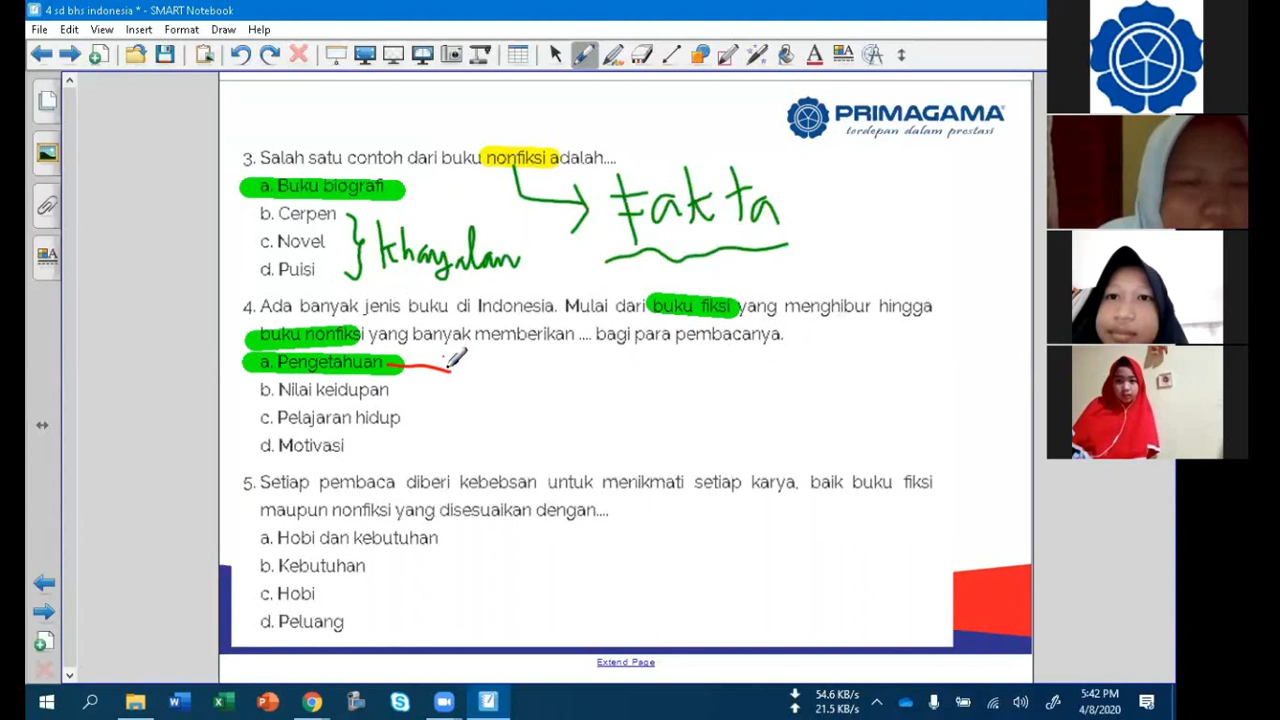 4 sd bhs indonesia * - SMART Notebook
File Edit View Insert Format Draw Help
PRIMAGAMA
terdepan dalam prestasi
3. Salah satu contoh dari buku nonfiksi adalah....
a. Buku biografi
Fakta
b. Cerpen
c. Novel
khayalan
d. Puisi
4. Ada banyak jenis buku di Indonesia. Mulai dari buku fiksi yang menghibur hingga
buku nonfiksi yang banyak memberikan .... bagi para pembacanya.
a. Pengetahuan
b. Nilai keidupan
c. Pelajaran hidup
d. Motivasi
5. Setiap pembaca diberi kebebsan untuk menikmati setiap karya, baik buku fiksi
maupun nonfiksi yang disesuaikan dengan....
a. Hobi dan kebutuhan
b. Kebutuhan
c. Hobi
d. Peluang
Extend Page
54.6 KB/s
21.5 KB/s
5:42 PM
4/8/2020